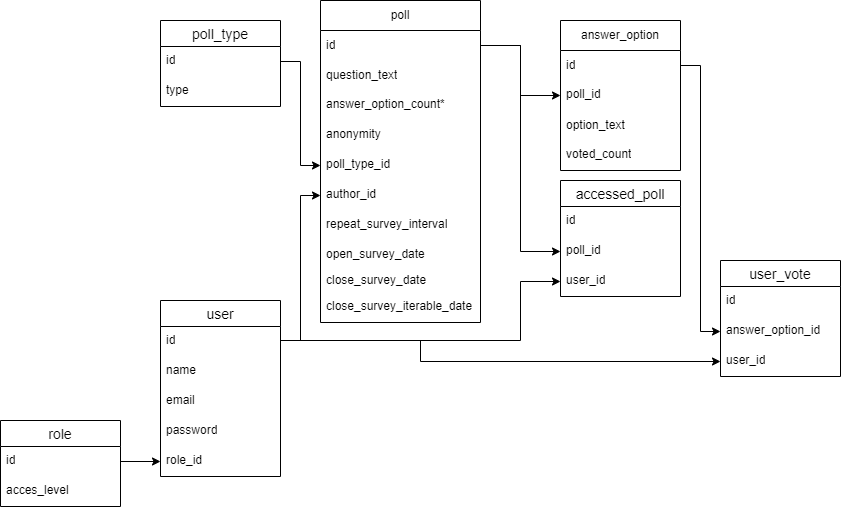 poll_type
id
type
poll
id
question_text
answer_option_count*
anonymity
poll_type_id
author_id
repeat_survey_interval
open_survey_date
close_survey_date
close_survey_iterable_date
answer_option
id
poll_id
option_text
voted_count
accessed_poll
id
poll_id
user_id
user_vote
id
answer_option_id
user_id
user
id
name
email
password
role_id
role
id
acces_level